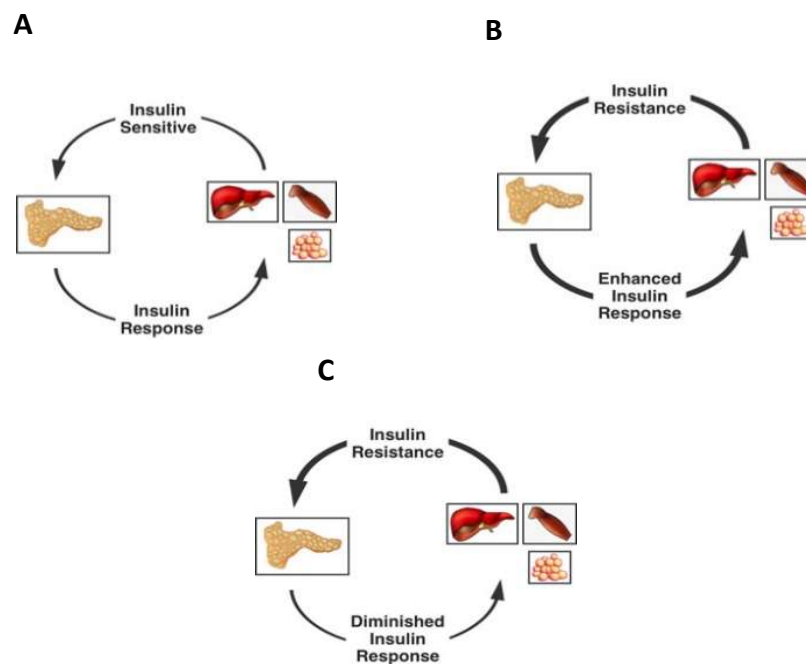 A
Insulin
Sensitive
Insulin
Response
B
Insulin
Resistance
Enhanced
Insulin
Response
C
Insulin
Resistance
Diminished
Insulin
Response